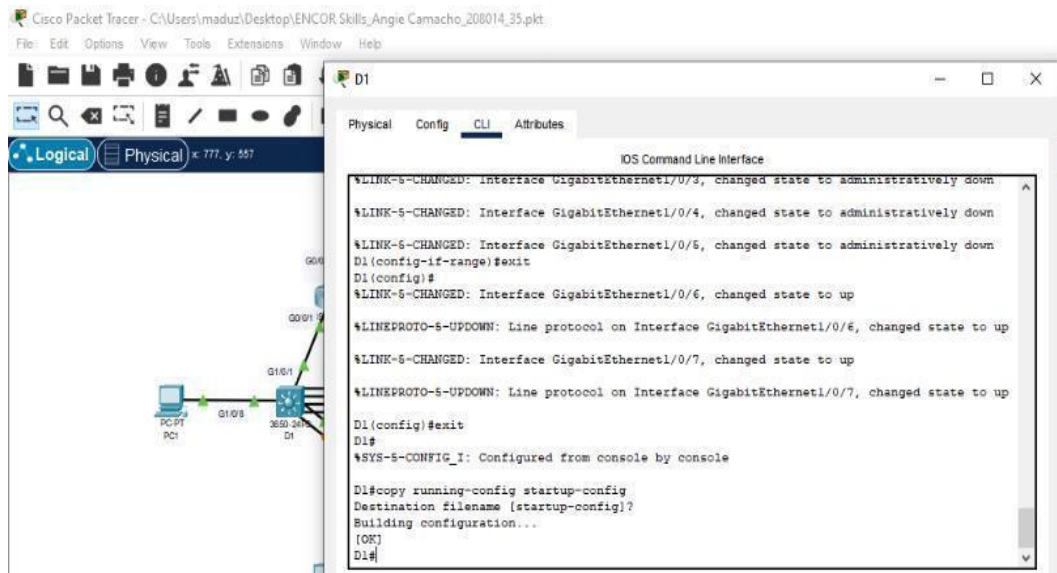 Cisco Packet Tracer - C:\Users\maduz\Desktop\ENCOR Skills_Angie Camacho_208014_35.pkt
File Edit Options View Tools Extensions Window Help
D1
Physical Config CLI Attributes
Logical Physical x: 777, y: 557
IOS Command Line Interface
%LINK-5-CHANGED: Interface GigabitEthernet1/0/3, changed state to administratively down
%LINK-5-CHANGED: Interface GigabitEthernet1/0/4, changed state to administratively down
%LINK-5-CHANGED: Interface GigabitEthernet1/0/5, changed state to administratively down
D1(config-if-range)#exit
D1(config)#
%LINK-5-CHANGED: Interface GigabitEthernet1/0/6, changed state to up
%LINEPROTO-5-UPDOWN: Line protocol on Interface GigabitEthernet1/0/6, changed state to up
%LINK-5-CHANGED: Interface GigabitEthernet1/0/7, changed state to up
%LINEPROTO-5-UPDOWN: Line protocol on Interface GigabitEthernet1/0/7, changed state to up
D1(config)#exit
D1#
%SYS-5-CONFIG_I: Configured from console by console
D1#copy running-config startup-config
Destination filename [startup-config]?
Building configuration...
[OK]
D1#
G0/0/1
G1/0/1
G1/0/8
PC-PT
PC1
D1